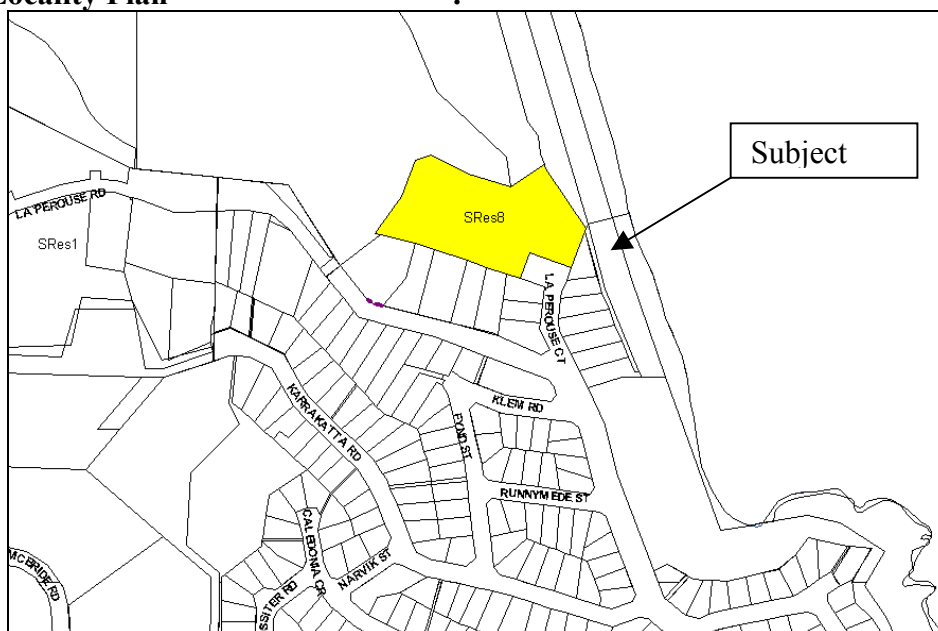 Locality Plan
Subject
SRes8
LA PEROUSE RD
SRes1
LA PEROUSE CT
KLEM RD
KARRAKATTA RD
FYND ST
RUNNYMEDE ST
CALEDONIA CR
NARVIK ST
MCBRIDE RD
SSITER RD